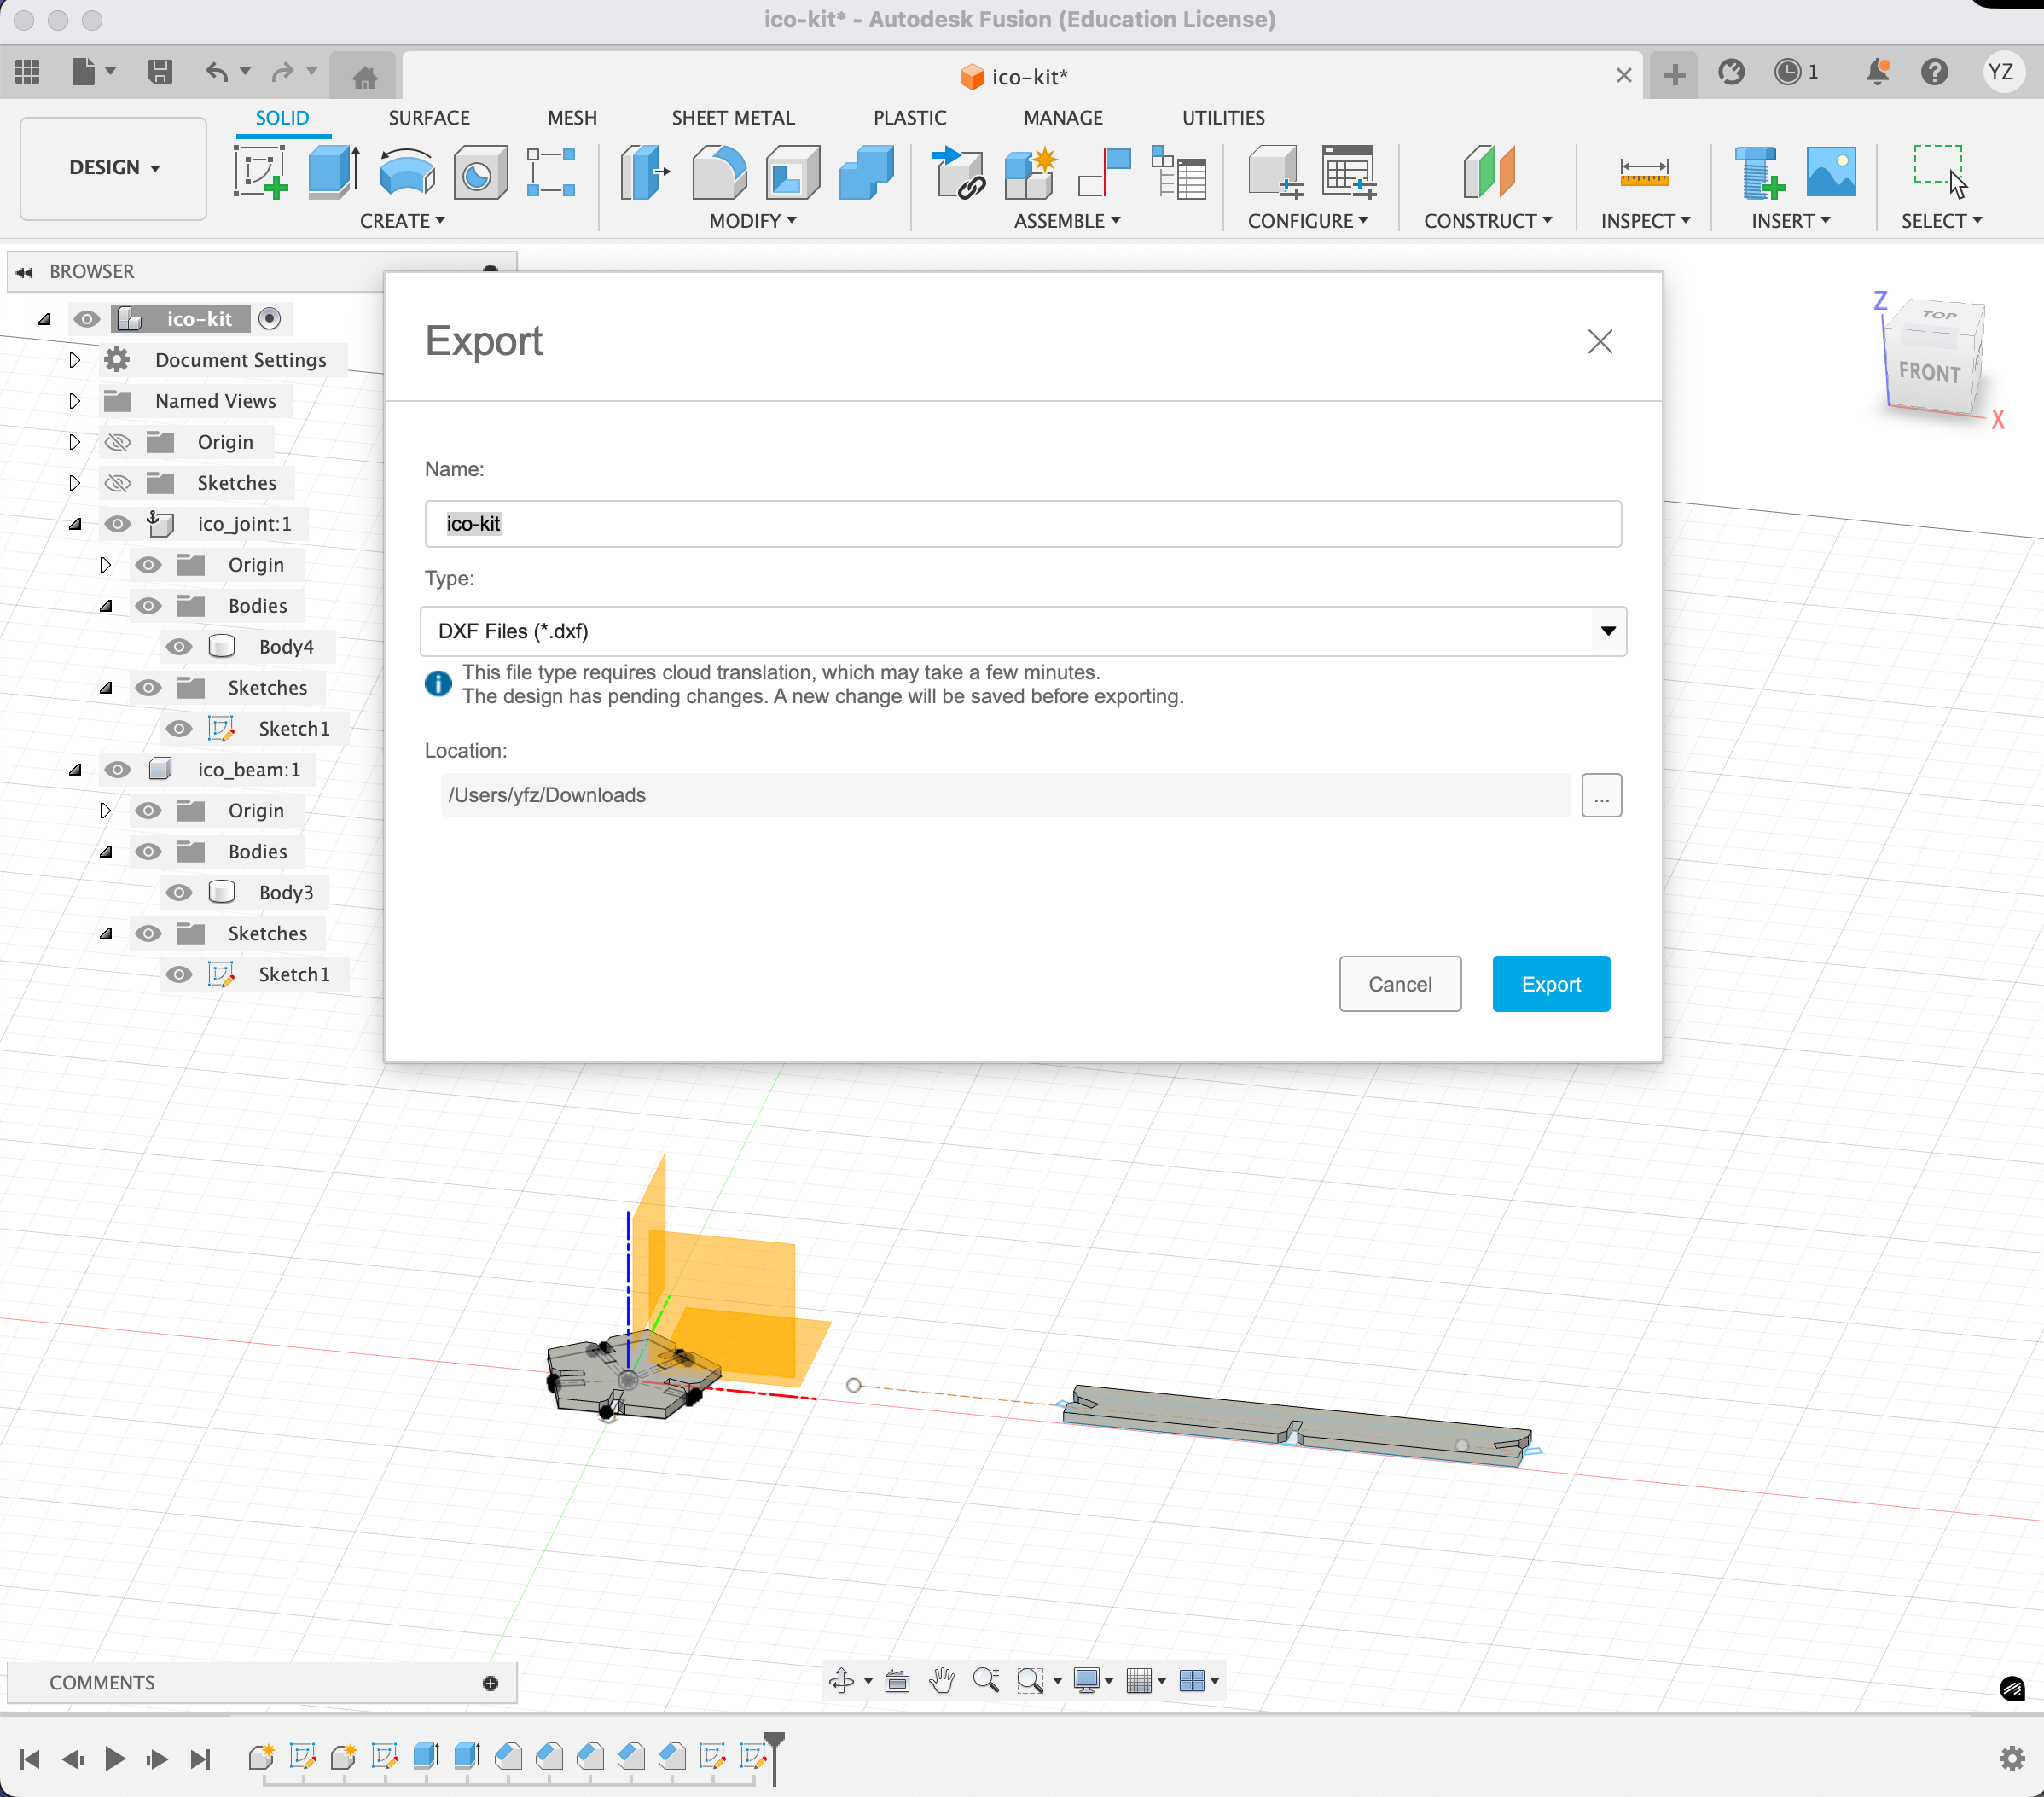 ico-kit* - Autodesk Fusion (Education License)
ico-kit*
1
YZ
DESIGN
SOLID
SURFACE
MESH
SHEET METAL
PLASTIC
MANAGE
UTILITIES
CREATE
MODIFY
ASSEMBLE
CONFIGURE
CONSTRUCT
INSPECT
INSERT
SELECT
BROWSER
ico-kit
Document Settings
Named Views
Origin
Sketches
ico_joint:1
Origin
Bodies
Body4
Sketches
Sketch1
ico_beam:1
Origin
Bodies
Body3
Sketches
Sketch1
Export
Name:
ico-kit
Type:
DXF Files (*.dxf)
This file type requires cloud translation, which may take a few minutes.
The design has pending changes. A new change will be saved before exporting.
Location:
/Users/yfz/Downloads
...
Cancel
Export
Z
TOP
FRONT
X
COMMENTS